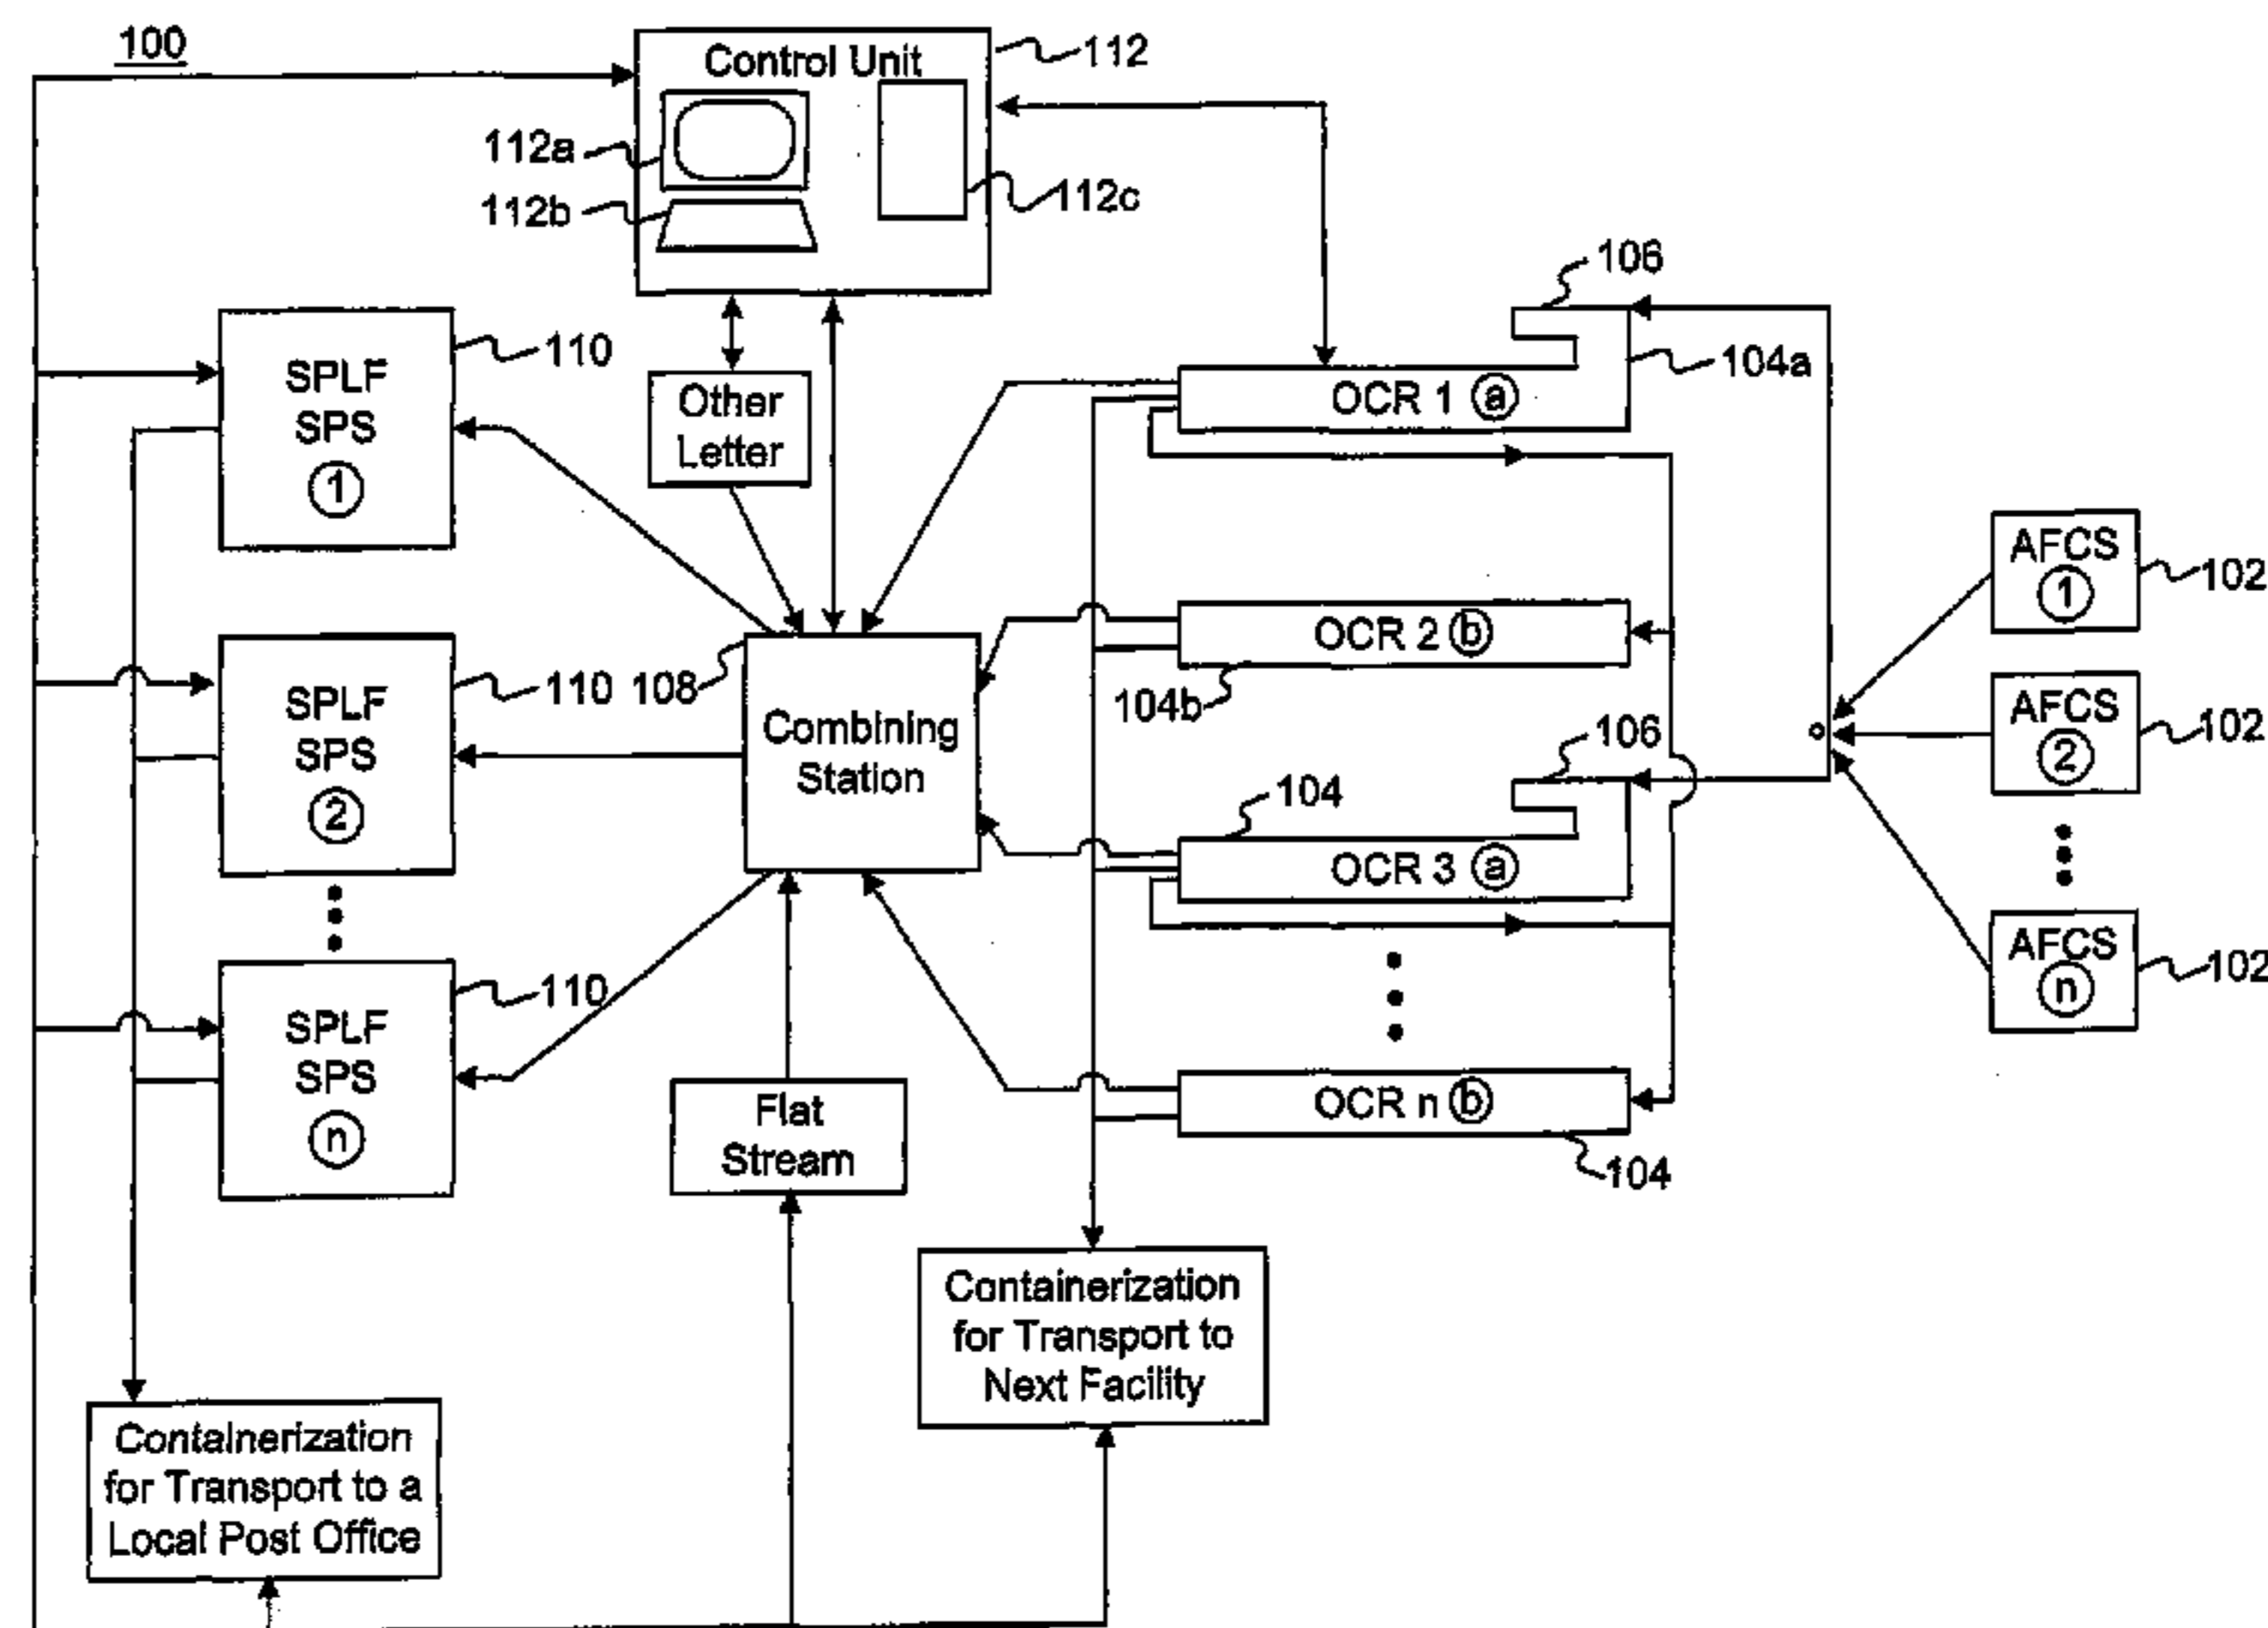 100
Control Unit
112
112a
112b
112c
106
104a
OCR 1 a
SPLF
SPS
1
110
Other
Letter
AFCS
1
102
OCR 2 b
104b
SPLF
SPS
2
110
108
Combining
Station
AFCS
2
102
106
104
OCR 3 a
AFCS
n
102
SPLF
SPS
n
110
Flat
Stream
OCR n b
104
Containerization
for Transport to
Next Facility
Containerization
for Transport to a
Local Post Office